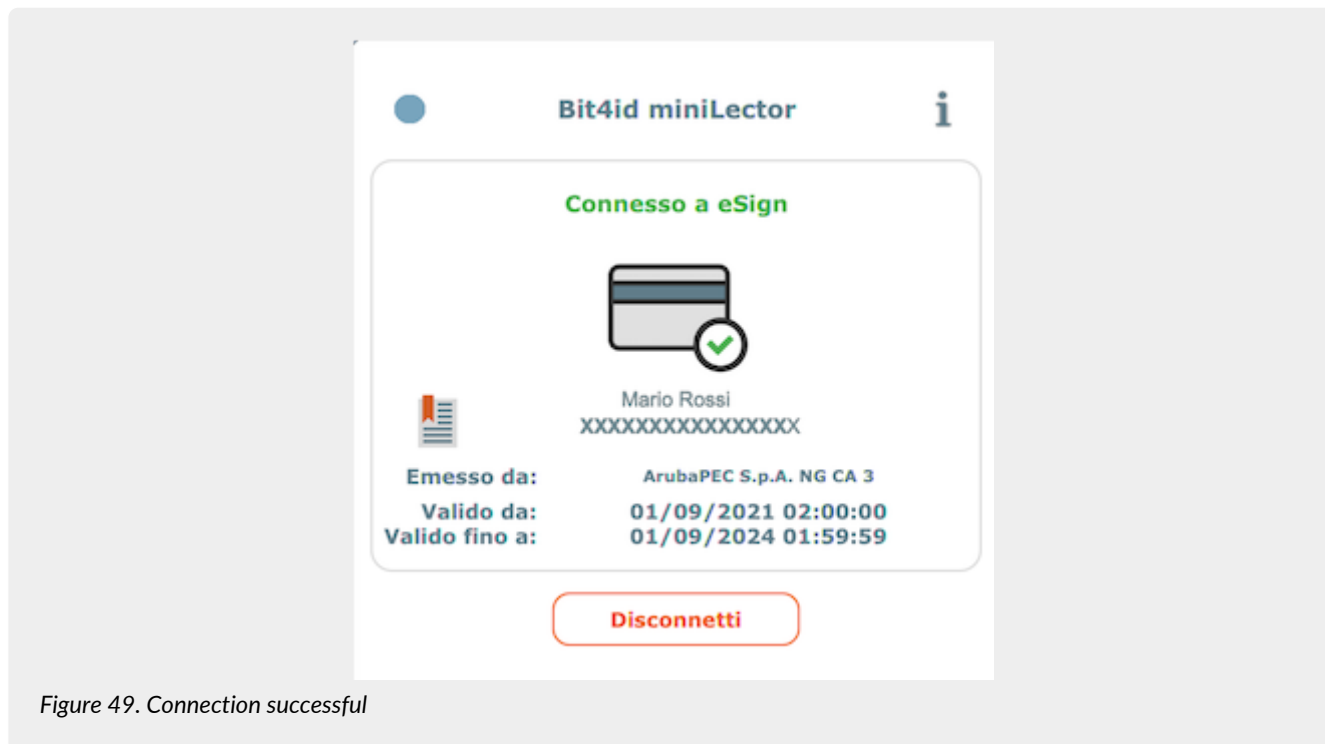 Bit4id miniLector i
Connesso a eSign
Mario Rossi
XXXXXXXXXXXXXXXX
Emesso da: ArubaPEC S.p.A. NG CA 3
Valido da: 01/09/2021 02:00:00
Valido fino a: 01/09/2024 01:59:59
Disconnetti
Figure 49. Connection successful